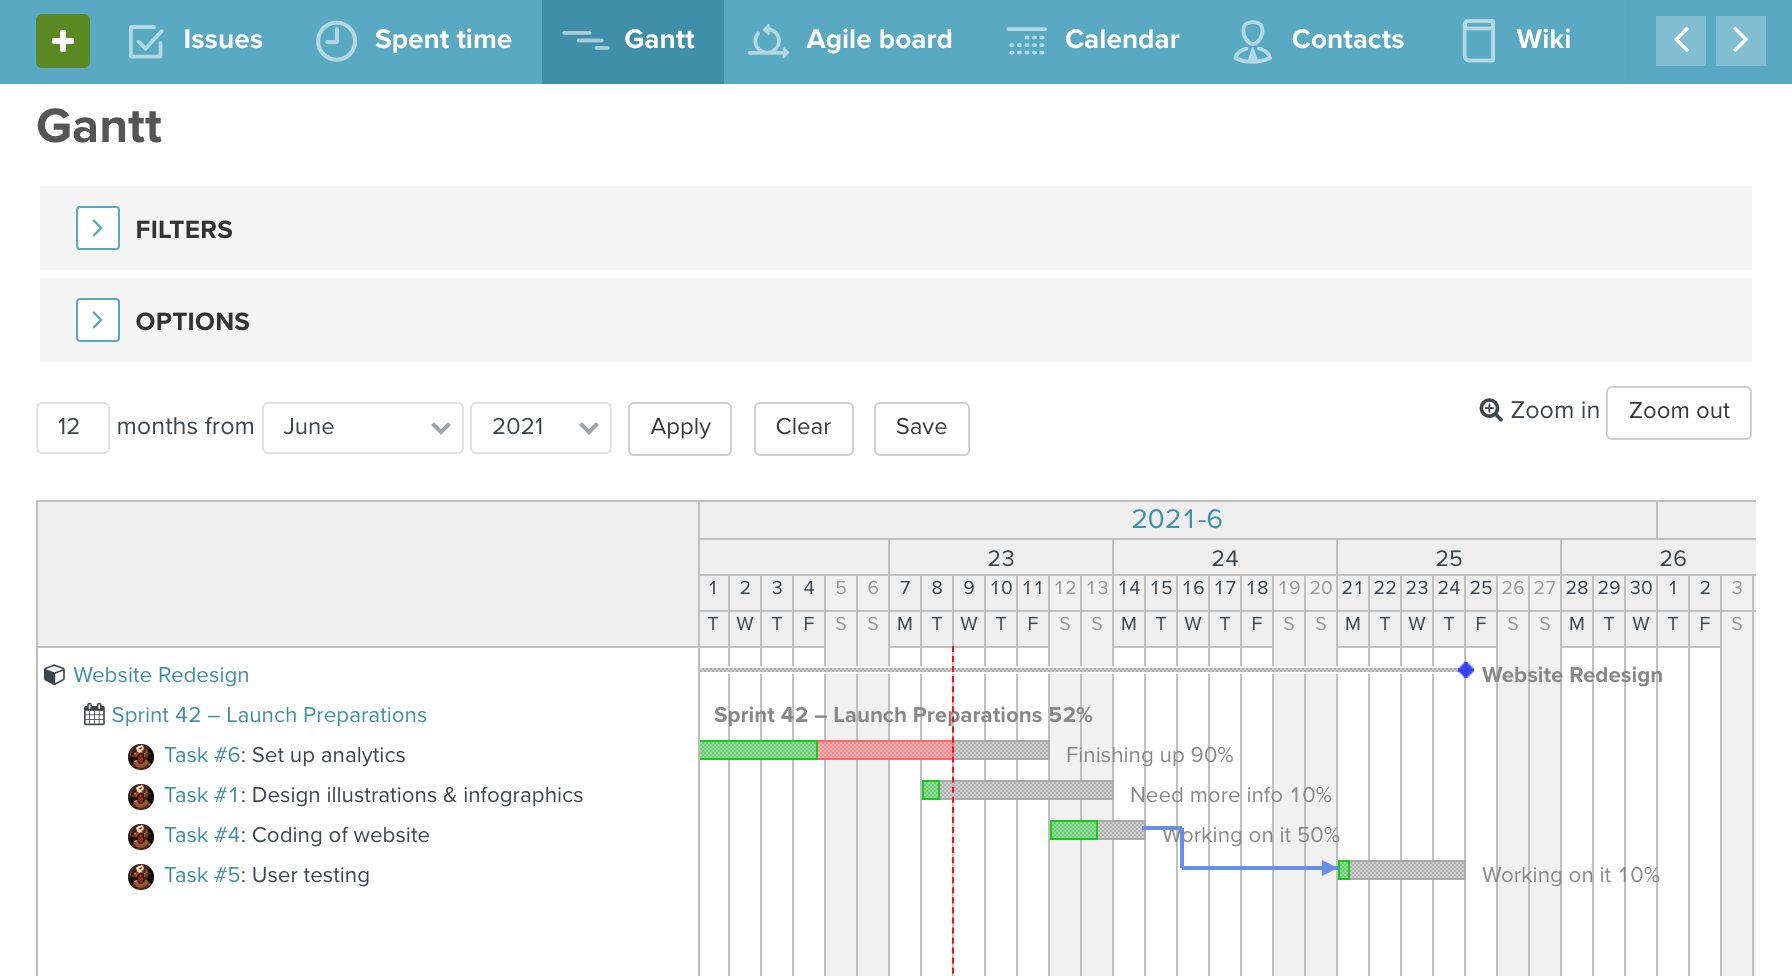 Issues Spent time Gantt Agile board Calendar Contacts Wiki
Gantt
FILTERS
OPTIONS
12 months from June 2021 Apply Clear Save Zoom in Zoom out
2021-6
23 24 25 26
1 2 3 4 5 6 7 8 9 10 11 12 13 14 15 16 17 18 19 20 21 22 23 24 25 26 27 28 29 30 1 2 3
T W T F S S M T W T F S S M T W T F S S M T W T F S S M T W T F S
Website Redesign Website Redesign
Sprint 42 – Launch Preparations Sprint 42 – Launch Preparations 52%
Task #6: Set up analytics Finishing up 90%
Task #1: Design illustrations & infographics Need more info 10%
Task #4: Coding of website Working on it 50%
Task #5: User testing Working on it 10%